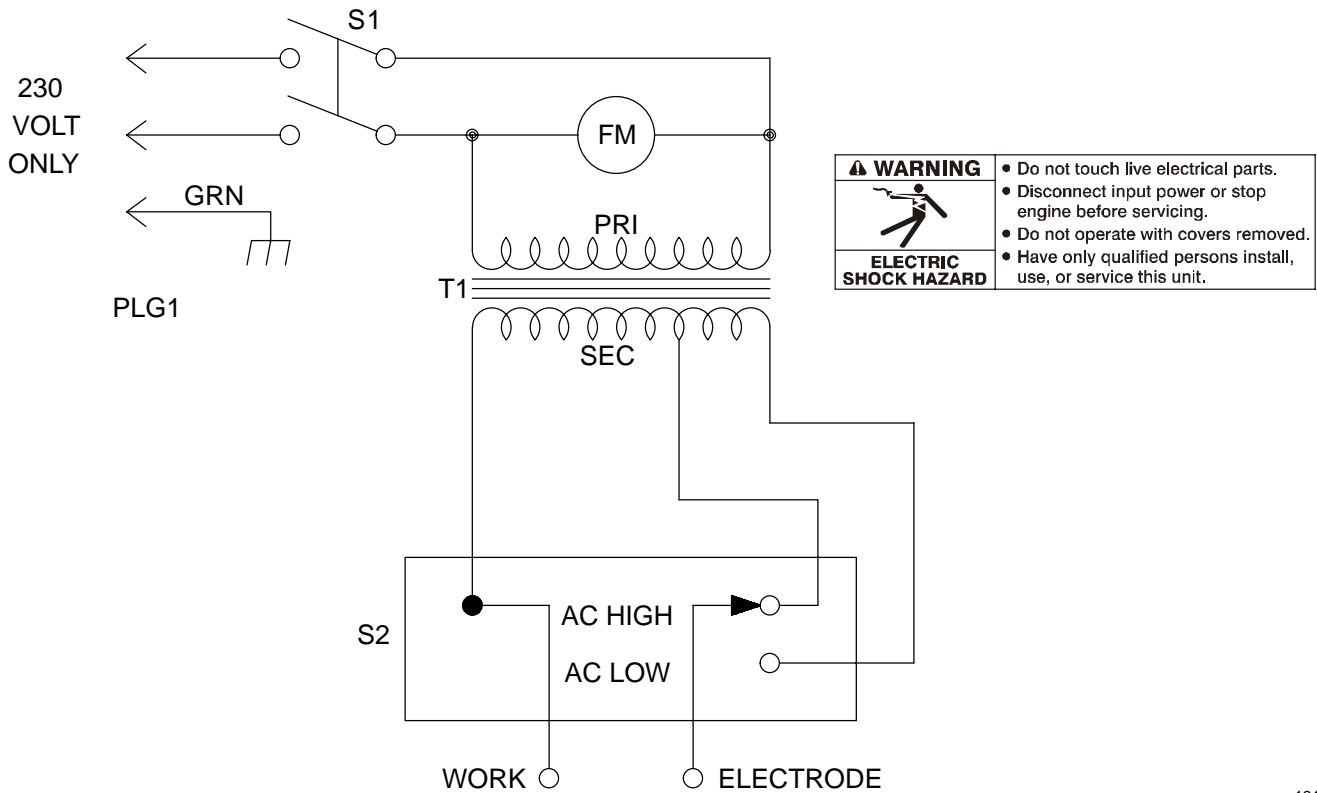 S1
230
VOLT
ONLY
FM
GRN
PRI
T1
PLG1
SEC
WARNING
ELECTRIC
SHOCK HAZARD
• Do not touch live electrical parts.
• Disconnect input power or stop
engine before servicing.
• Do not operate with covers removed.
• Have only qualified persons install,
use, or service this unit.
AC HIGH
S2
AC LOW
WORK
ELECTRODE